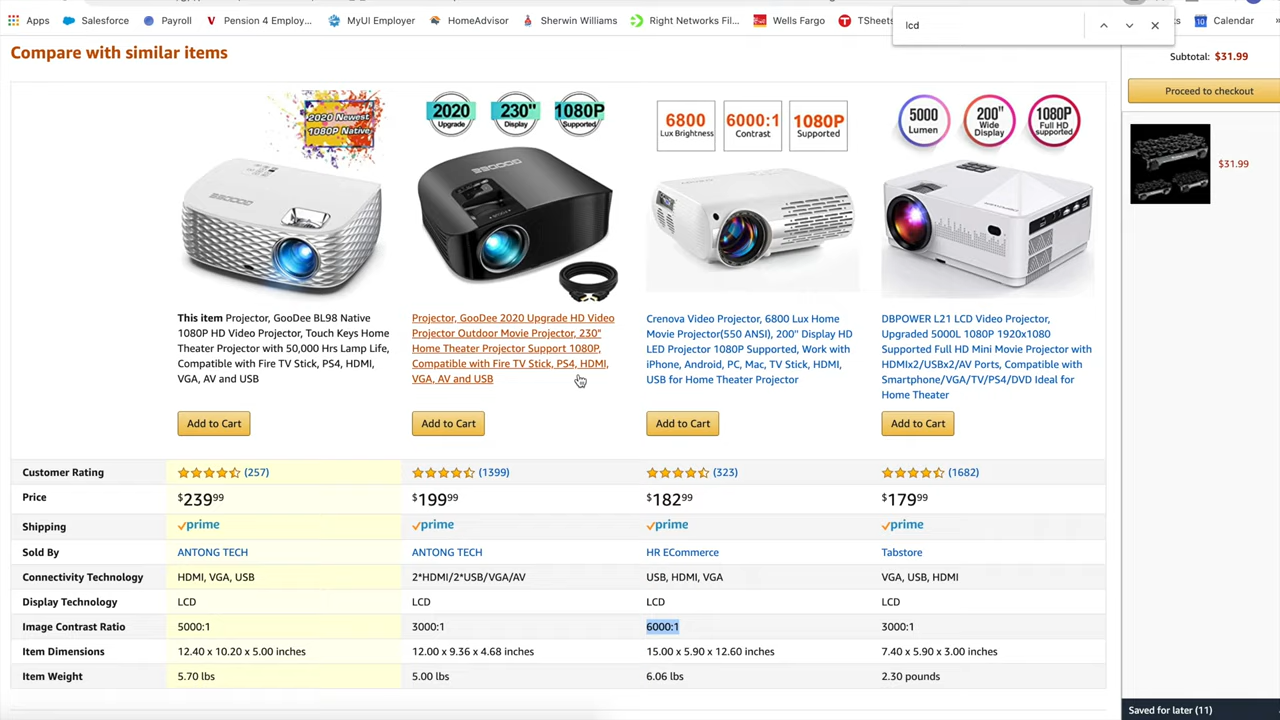 Apps Salesforce Payroll Pension 4 Employ... MyUI Employer HomeAdvisor Sherwin Williams Right Networks Fil... Wells Fargo TSheets Calendar
lcd
Compare with similar items
Subtotal: $31.99
Proceed to checkout
$31.99
2020 Newest
1080P Native
2020
Upgrade
230"
Display
1080P
Supported
6800
Lux Brightness
6000:1
Contrast
1080P
Supported
5000
Lumen
200"
Wide
Display
1080P
Full HD
supported
This item Projector, GooDee BL98 Native
1080P HD Video Projector, Touch Keys Home
Theater Projector with 50,000 Hrs Lamp Life,
Compatible with Fire TV Stick, PS4, HDMI,
VGA, AV and USB
Projector, GooDee 2020 Upgrade HD Video
Projector Outdoor Movie Projector, 230"
Home Theater Projector Support 1080P,
Compatible with Fire TV Stick, PS4, HDMI,
VGA, AV and USB
Crenova Video Projector, 6800 Lux Home
Movie Projector(550 ANSI), 200" Display HD
LED Projector 1080P Supported, Work with
iPhone, Android, PC, Mac, TV Stick, HDMI,
USB for Home Theater Projector
DBPOWER L21 LCD Video Projector,
Upgraded 5000L 1080P 1920x1080
Supported Full HD Mini Movie Projector with
HDMIx2/USBx2/AV Ports, Compatible with
Smartphone/VGA/TV/PS4/DVD Ideal for
Home Theater
Add to Cart Add to Cart Add to Cart Add to Cart
Customer Rating (257) (1399) (323) (1682)
Price $23999 $19999 $18299 $17999
Shipping prime prime prime prime
Sold By ANTONG TECH ANTONG TECH HR ECommerce Tabstore
Connectivity Technology HDMI, VGA, USB 2*HDMI/2*USB/VGA/AV USB, HDMI, VGA VGA, USB, HDMI
Display Technology LCD LCD LCD LCD
Image Contrast Ratio 5000:1 3000:1 6000:1 3000:1
Item Dimensions 12.40 x 10.20 x 5.00 inches 12.00 x 9.36 x 4.68 inches 15.00 x 5.90 x 12.60 inches 7.40 x 5.90 x 3.00 inches
Item Weight 5.70 lbs 5.00 lbs 6.06 lbs 2.30 pounds
Saved for later (11)